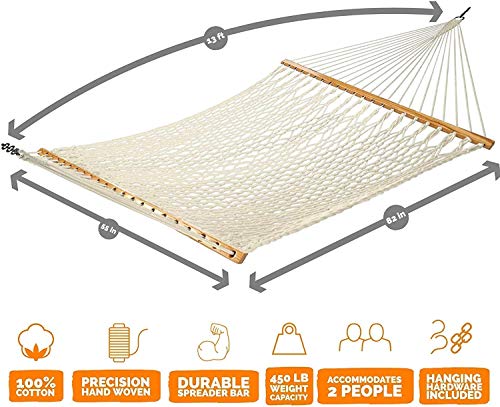 13 ft
55 in
82 in
100%
COTTON
PRECISION
HAND WOVEN
DURABLE
SPREADER BAR
450 LB
WEIGHT
CAPACITY
ACCOMMODATES
2 PEOPLE
HANGING
HARDWARE
INCLUDED